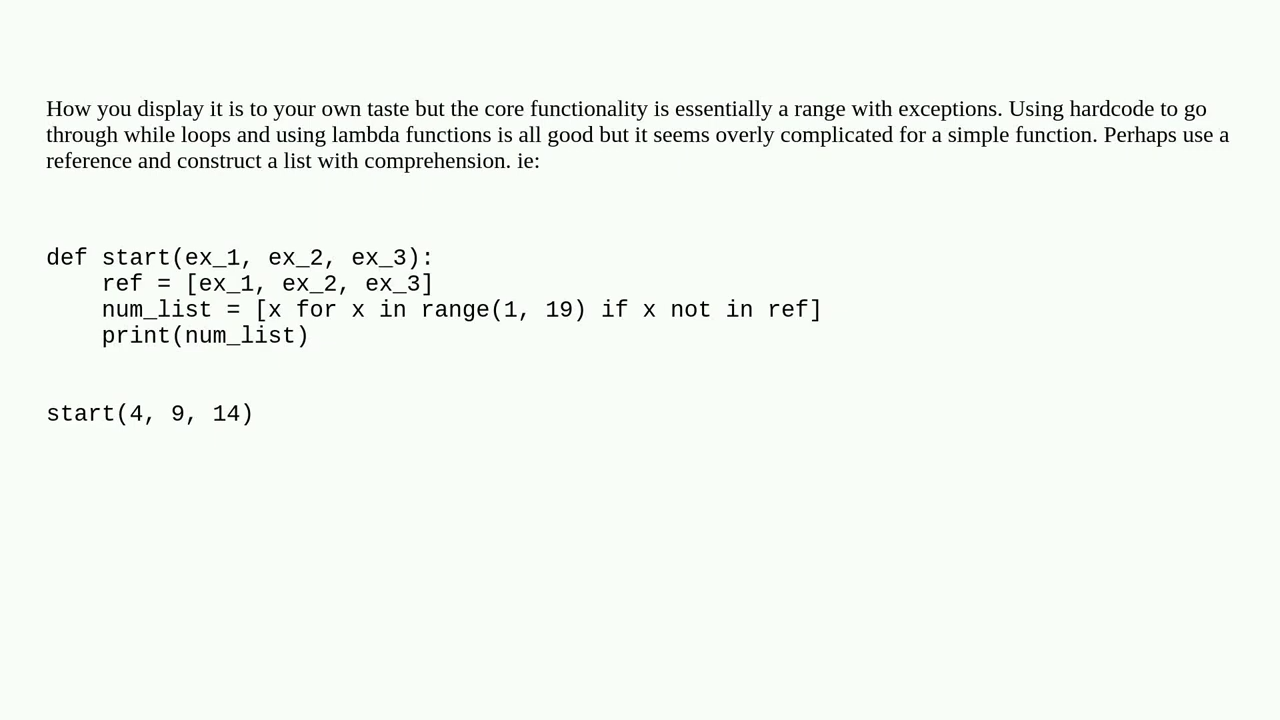 How you display it is to your own taste but the core functionality is essentially a range with exceptions. Using hardcode to go
through while loops and using lambda functions is all good but it seems overly complicated for a simple function. Perhaps use a
reference and construct a list with comprehension. ie:
def start(ex_1, ex_2, ex_3):
    ref = [ex_1, ex_2, ex_3]
    num_list = [x for x in range(1, 19) if x not in ref]
    print(num_list)
start(4, 9, 14)